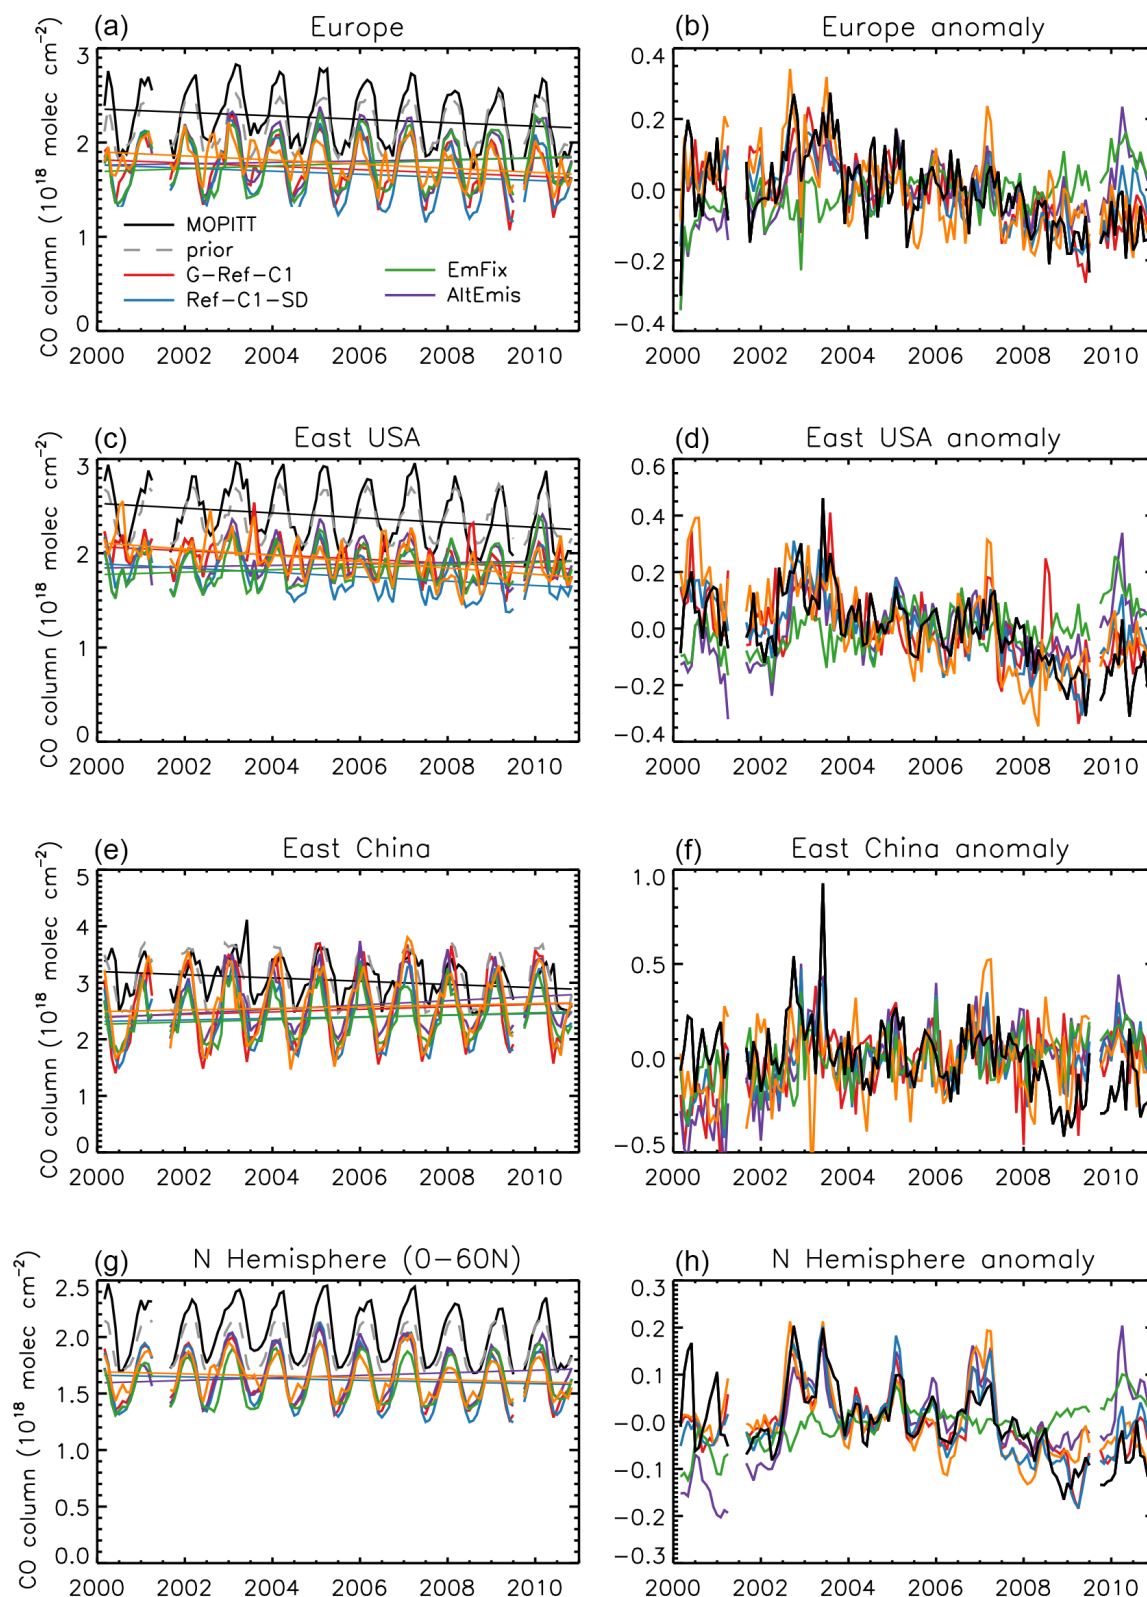 (a) Europe
(b) Europe anomaly
CO column (10^18 molec cm^-2)
3
2
1
0
MOPITT
prior
G-Ref-C1
Ref-C1-SD
EmFix
AltEmis
2000 2002 2004 2006 2008 2010
0.4
0.2
0.0
-0.2
-0.4
2000 2002 2004 2006 2008 2010
(c) East USA
(d) East USA anomaly
CO column (10^18 molec cm^-2)
3
2
1
0
2000 2002 2004 2006 2008 2010
0.6
0.4
0.2
0.0
-0.2
-0.4
2000 2002 2004 2006 2008 2010
(e) East China
(f) East China anomaly
CO column (10^18 molec cm^-2)
5
4
3
2
1
0
2000 2002 2004 2006 2008 2010
1.0
0.5
0.0
-0.5
2000 2002 2004 2006 2008 2010
(g) N Hemisphere (0-60N)
(h) N Hemisphere anomaly
CO column (10^18 molec cm^-2)
2.5
2.0
1.5
1.0
0.5
0.0
2000 2002 2004 2006 2008 2010
0.3
0.2
0.1
-0.0
-0.1
-0.2
-0.3
2000 2002 2004 2006 2008 2010